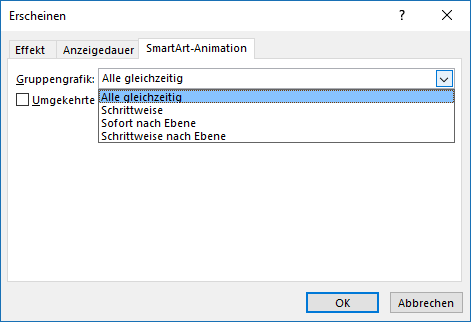 Erscheinen
?
Effekt Anzeigedauer SmartArt-Animation
Gruppengrafik: Alle gleichzeitig
Umgekehrte
Alle gleichzeitig
Schrittweise
Sofort nach Ebene
Schrittweise nach Ebene
OK Abbrechen